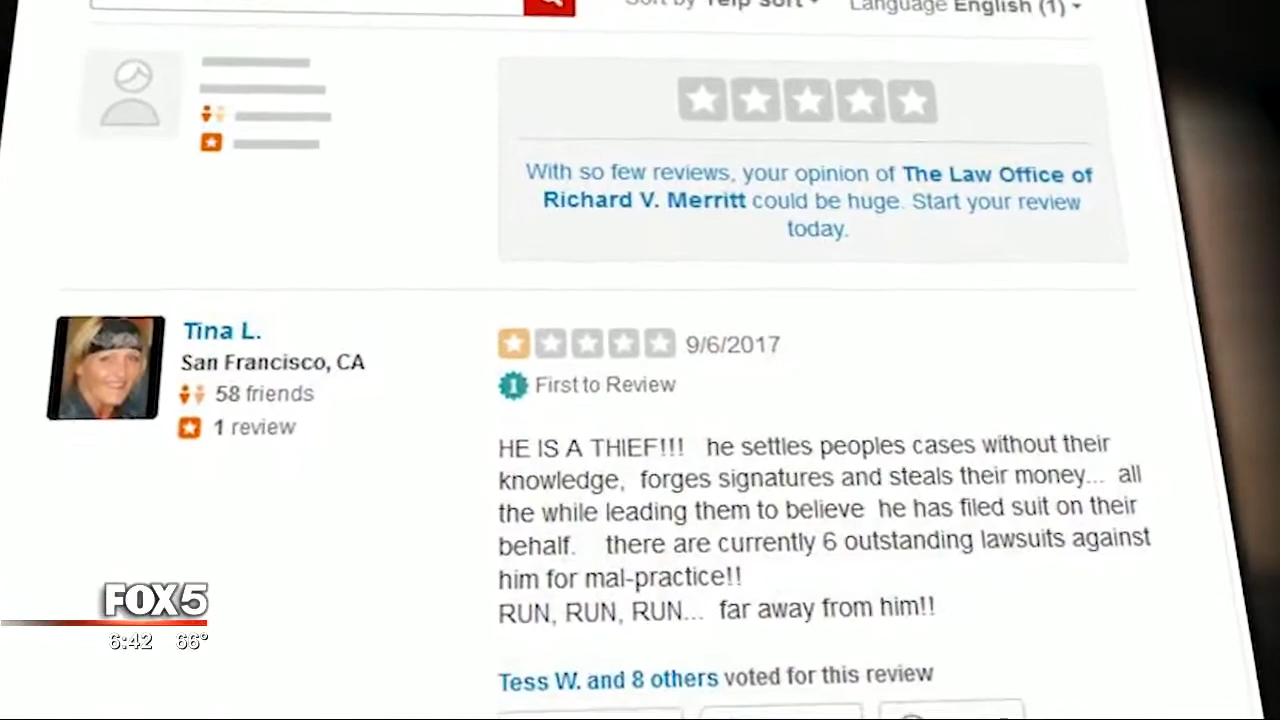 Sort by Yelp Sort Language English (1)
With so few reviews, your opinion of The Law Office of
Richard V. Merritt could be huge. Start your review
today.
Tina L.
San Francisco, CA
58 friends
1 review
9/6/2017
1 First to Review
HE IS A THIEF!!! he settles peoples cases without their
knowledge, forges signatures and steals their money... all
the while leading them to believe he has filed suit on their
behalf. there are currently 6 outstanding lawsuits against
him for mal-practice!!
RUN, RUN, RUN... far away from him!!
Tess W. and 8 others voted for this review
FOX 5
6:42 66°